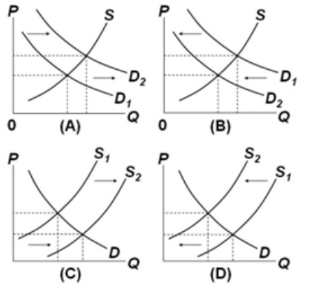 P S P S
D₂ D₁
D₁ D₂
0 (A) Q 0 (B) Q
P S₁ P S₂
S₂ S₁
D D
(C) Q (D) Q